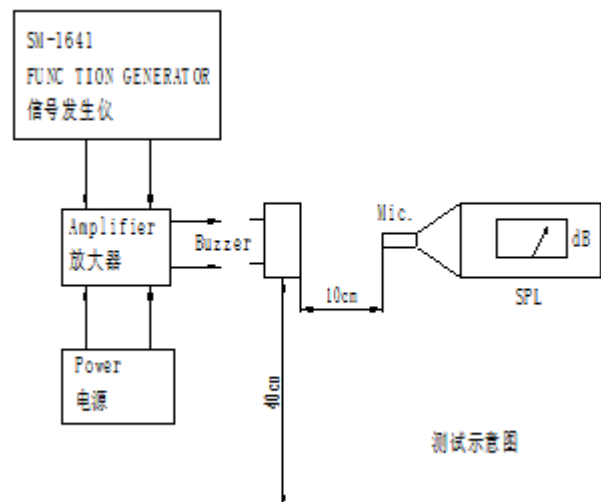 SM-1641
FUNC TION GENERATOR
信号发生仪
Amplifier
放大器
Buzzer
Mic.
dB
10cm
SPL
Power
电源
40cm
测试示意图